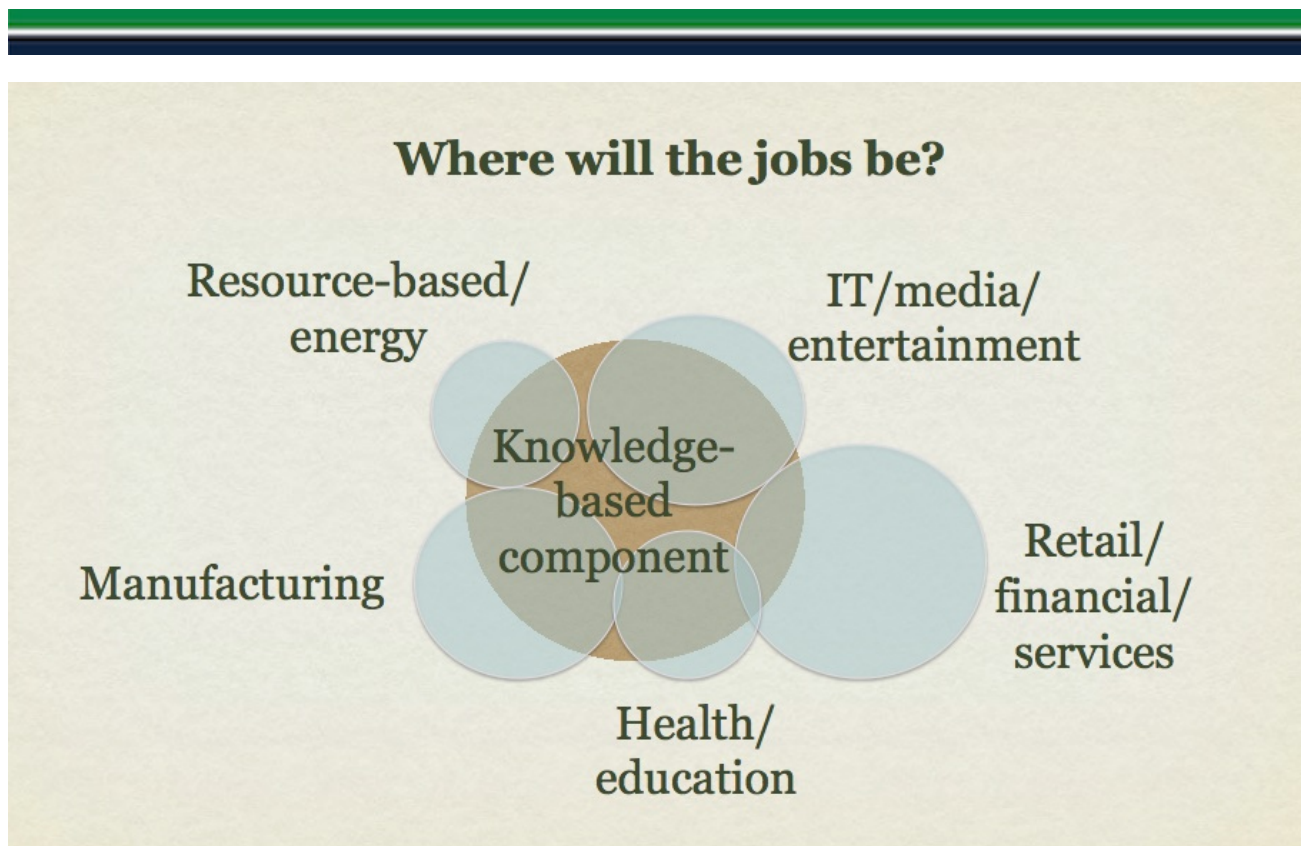 Where will the jobs be?
Resource-based/
energy
IT/media/
entertainment
Knowledge-
based
component
Manufacturing
Retail/
financial/
services
Health/
education